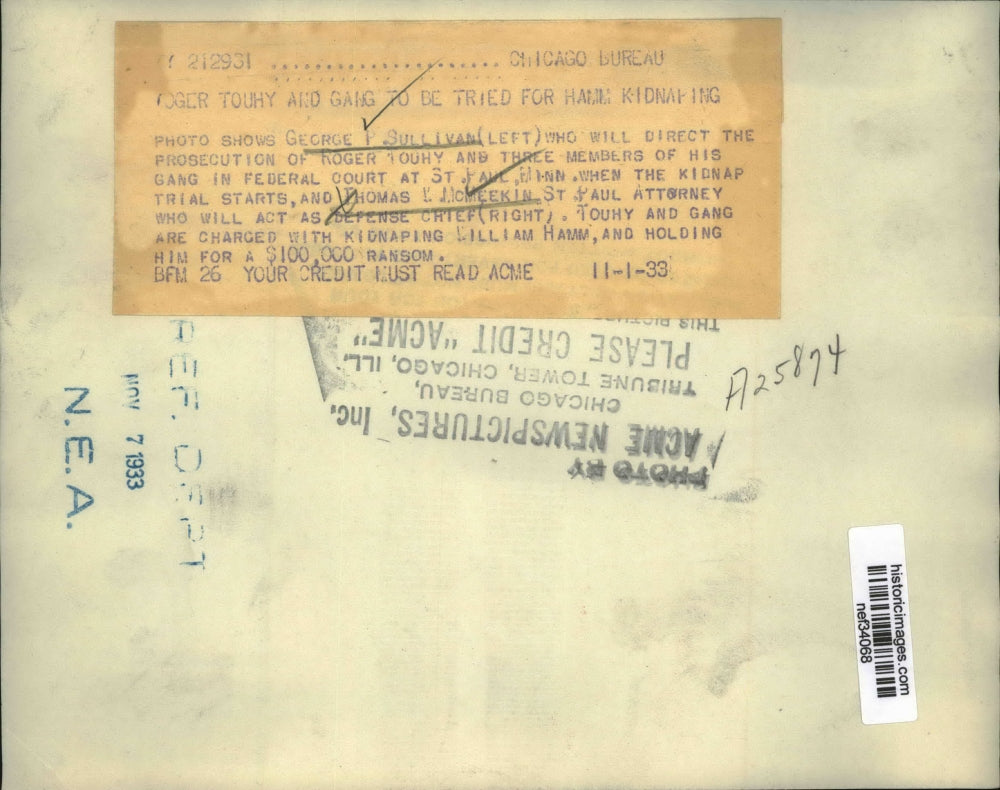 Y 212931 ........................ CHICAGO BUREAU
OGER TOUHY AND GANG TO BE TRIED FOR HAMM KIDNAPING
PHOTO SHOWS GEORGE P.SULLIVAN(LEFT)WHO WILL DIRECT THE
PROSECUTION OF ROGER TOUHY AND THREE MEMBERS OF HIS
GANG IN FEDERAL COURT AT ST.PAUL,MINN.WHEN THE KIDNAP
TRIAL STARTS,AND THOMAS MCMEEKIN ST.PAUL ATTORNEY
WHO WILL ACT AS DEFENSE CHIEF(RIGHT). TOUHY AND GANG
ARE CHARGED WITH KIDNAPING WILLIAM HAMM,AND HOLDING
HIM FOR A $100,000 RANSOM.
BFM 26 YOUR CREDIT MUST READ ACME 11-1-33
PHOTO BY
ACME NEWSPICTURES, Inc.
CHICAGO BUREAU,
TRIBUNE TOWER, CHICAGO, ILL.
PLEASE CREDIT "ACME"
THIS PICTURE
A25874
REF. DEPT
NOV 7 1933
N.E.A.
historicimages.com
nef34068